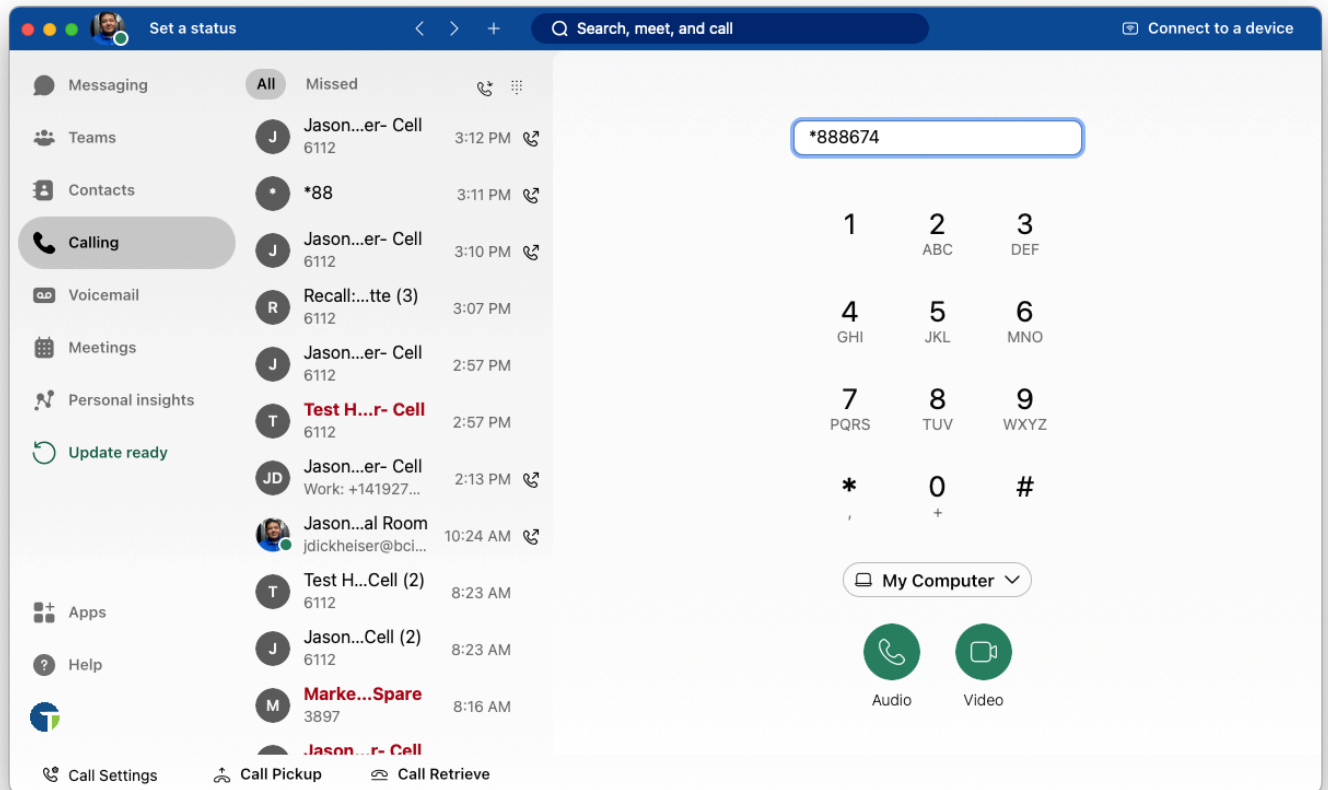 Set a status
Search, meet, and call
Connect to a device
Messaging
Teams
Contacts
Calling
Voicemail
Meetings
Personal insights
Update ready
Apps
Help
All Missed
J Jason...er- Cell
6112
3:12 PM
* *88
3:11 PM
J Jason...er- Cell
6112
3:10 PM
R Recall:...tte (3)
6112
3:07 PM
J Jason...er- Cell
6112
2:57 PM
T Test H...r- Cell
6112
2:57 PM
JD Jason...er- Cell
Work: +141927...
2:13 PM
Jason...al Room
jdickheiser@bci...
10:24 AM
T Test H...Cell (2)
6112
8:23 AM
J Jason...Cell (2)
6112
8:23 AM
M Marke...Spare
3897
8:16 AM
Jason...r- Cell
*888674
1 2 3
ABC DEF
4 5 6
GHI JKL MNO
7 8 9
PQRS TUV WXYZ
* 0 #
, +
My Computer
Audio Video
Call Settings Call Pickup Call Retrieve